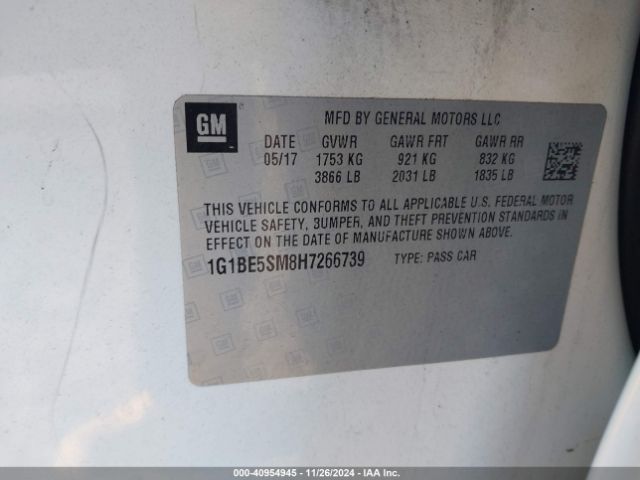 GM
MFD BY GENERAL MOTORS LLC
DATE GVWR GAWR FRT GAWR RR
05/17 1753 KG 921 KG 832 KG
3866 LB 2031 LB 1835 LB
THIS VEHICLE CONFORMS TO ALL APPLICABLE U.S. FEDERAL MOTOR
VEHICLE SAFETY, BUMPER, AND THEFT PREVENTION STANDARDS IN
EFFECT ON THE DATE OF MANUFACTURE SHOWN ABOVE.
1G1BE5SM8H7266739 TYPE: PASS CAR
000-40954945 - 11/26/2024 - IAA Inc.